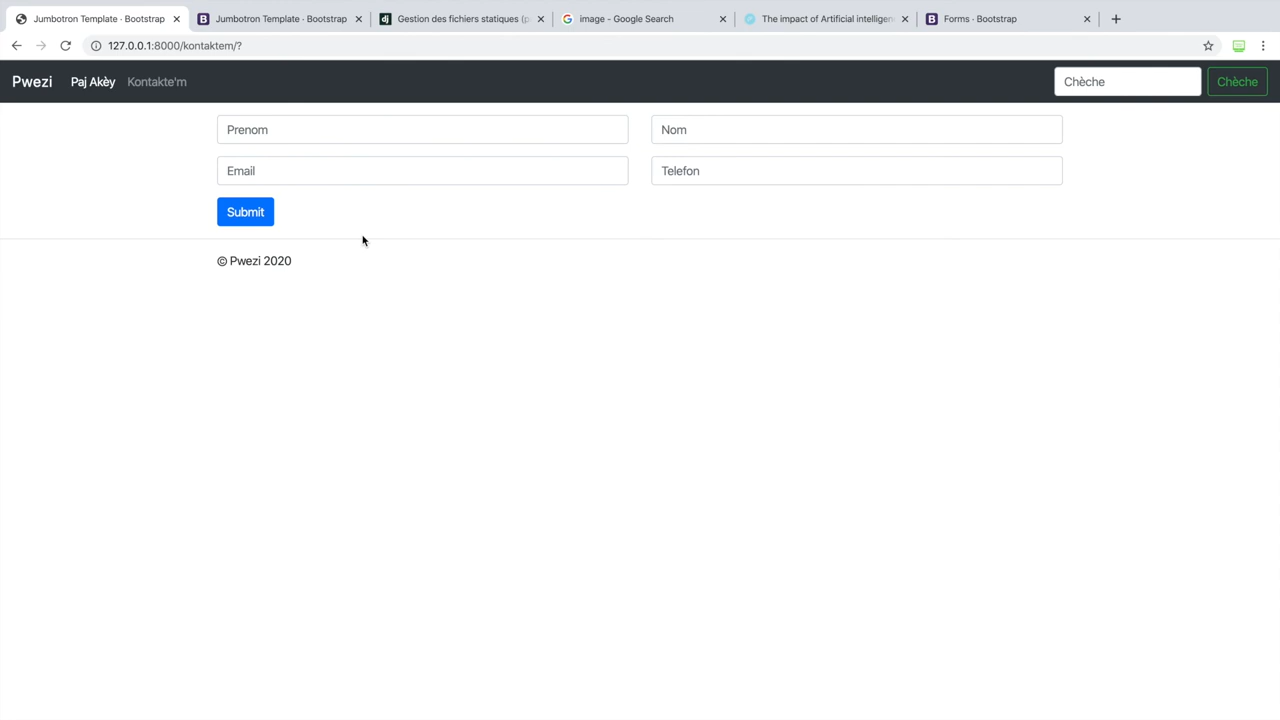 Jumbotron Template · Bootstrap
Jumbotron Template · Bootstrap
Gestion des fichiers statiques (p
image - Google Search
The impact of Artificial intelligen
Forms · Bootstrap
127.0.0.1:8000/kontaktem/?
Pwezi Paj Akèy Kontakte'm Chèche Chèche
Prenom Nom
Email Telefon
Submit
© Pwezi 2020